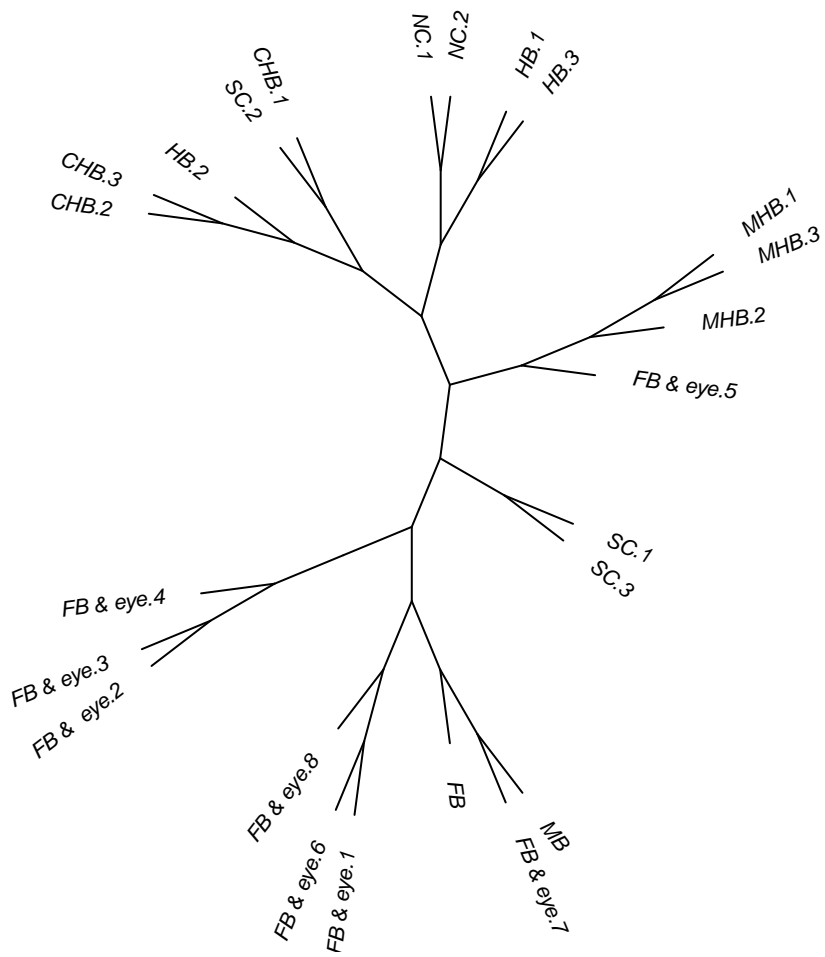 NC.1
NC.2
HB.1
HB.3
CHB.1
SC.2
HB.2
CHB.3
CHB.2
MHB.1
MHB.3
MHB.2
FB & eye.5
SC.1
SC.3
FB & eye.4
FB & eye.3
FB & eye.2
FB & eye.8
FB & eye.6
FB & eye.1
FB
MB
FB & eye.7